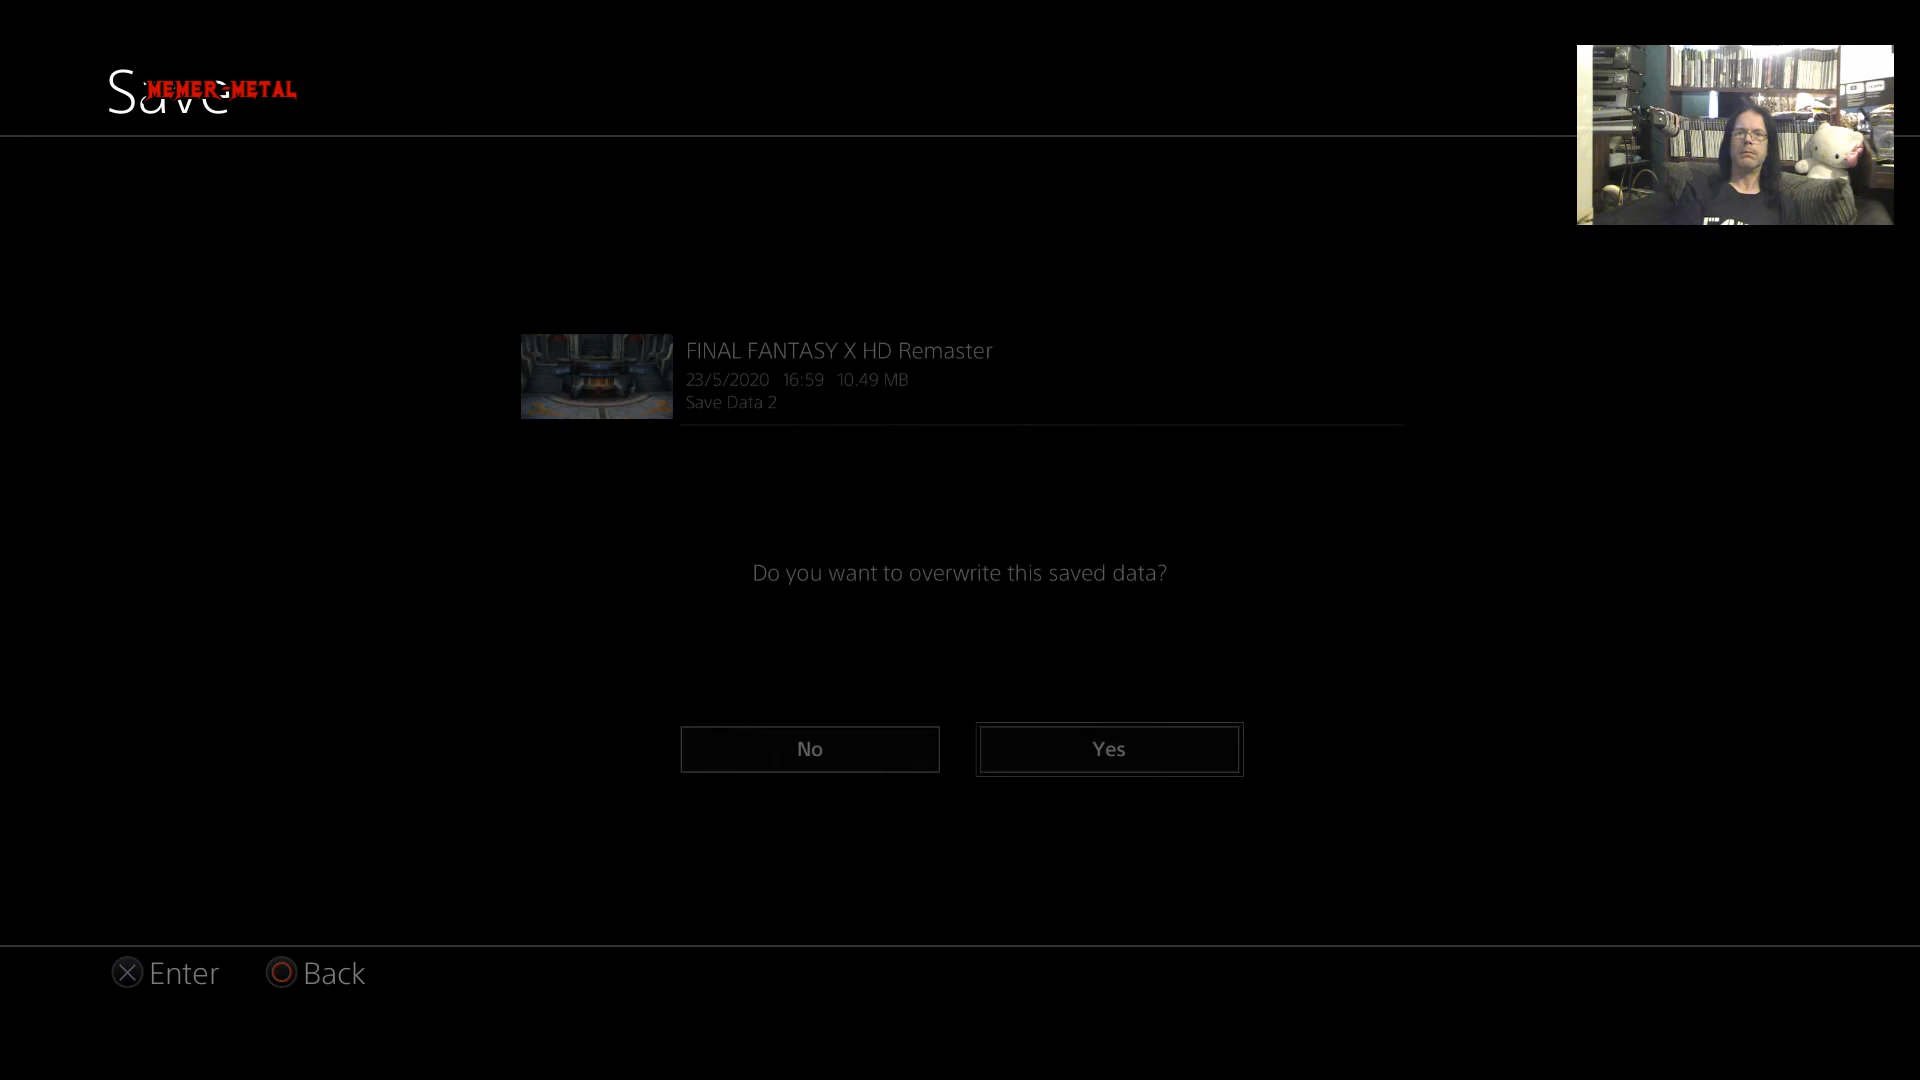 Save
MEMER-METAL
FINAL FANTASY X HD Remaster
23/5/2020 16:59 10.49 MB
Save Data 2
Do you want to overwrite this saved data?
No Yes
Enter Back